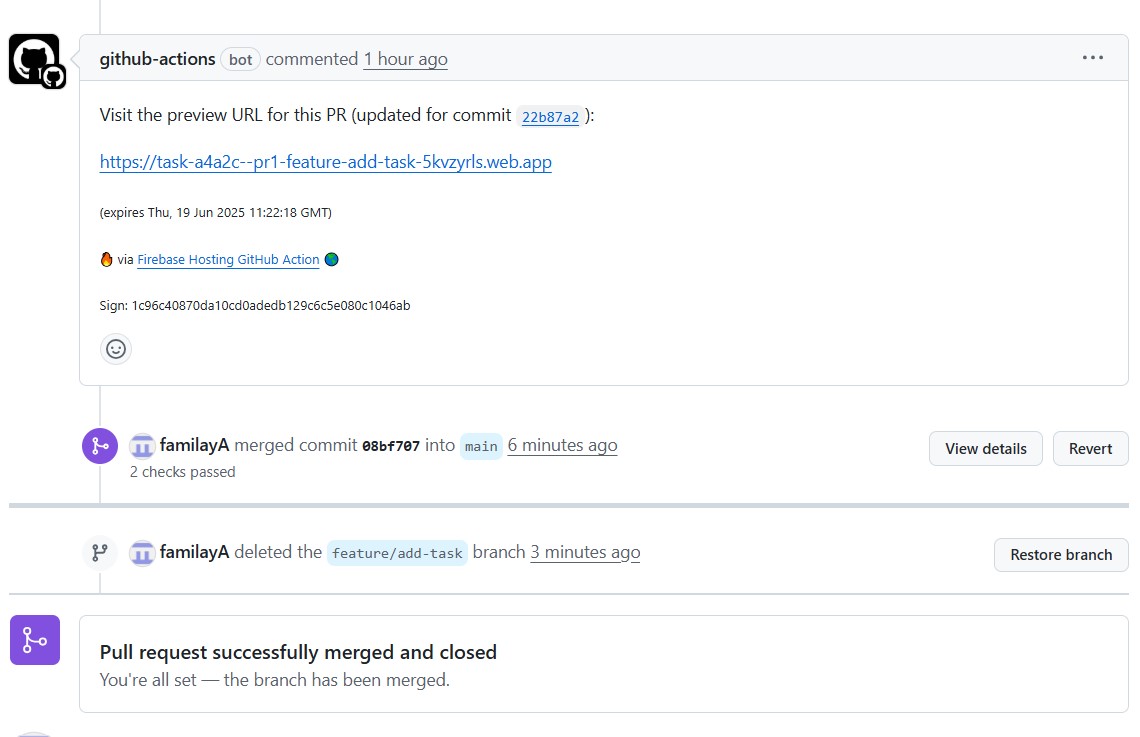 github-actions bot commented 1 hour ago
Visit the preview URL for this PR (updated for commit 22b87a2):
https://task-a4a2c--pr1-feature-add-task-5kvzyrls.web.app
(expires Thu, 19 Jun 2025 11:22:18 GMT)
🔥 via Firebase Hosting GitHub Action 🌎
Sign: 1c96c40870da10cd0adedb129c6c5e080c1046ab
familayA merged commit 08bf707 into main 6 minutes ago
View details
Revert
2 checks passed
familayA deleted the feature/add-task branch 3 minutes ago
Restore branch
Pull request successfully merged and closed
You're all set — the branch has been merged.